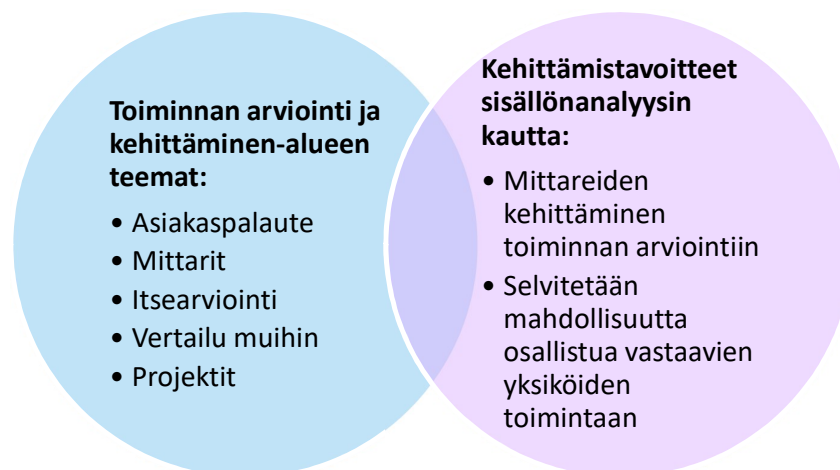 Toiminnan arviointi ja
kehittäminen-alueen
teemat:
• Asiakaspalaute
• Mittarit
• Itsearviointi
• Vertailu muihin
• Projektit
Kehittämistavoitteet
sisällönanalyysin
kautta:
• Mittareiden
kehittäminen
toiminnan arviointiin
• Selvitetään
mahdollisuutta
osallistua vastaavien
yksiköiden
toimintaan